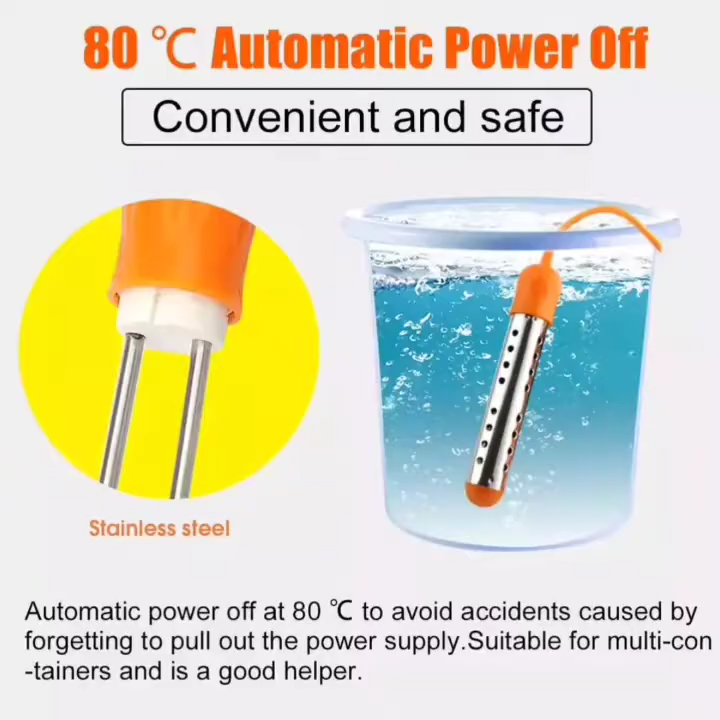 80 ℃ Automatic Power Off
Convenient and safe
Stainless steel
Automatic power off at 80 ℃ to avoid accidents caused by
forgetting to pull out the power supply.Suitable for multi-con
-tainers and is a good helper.